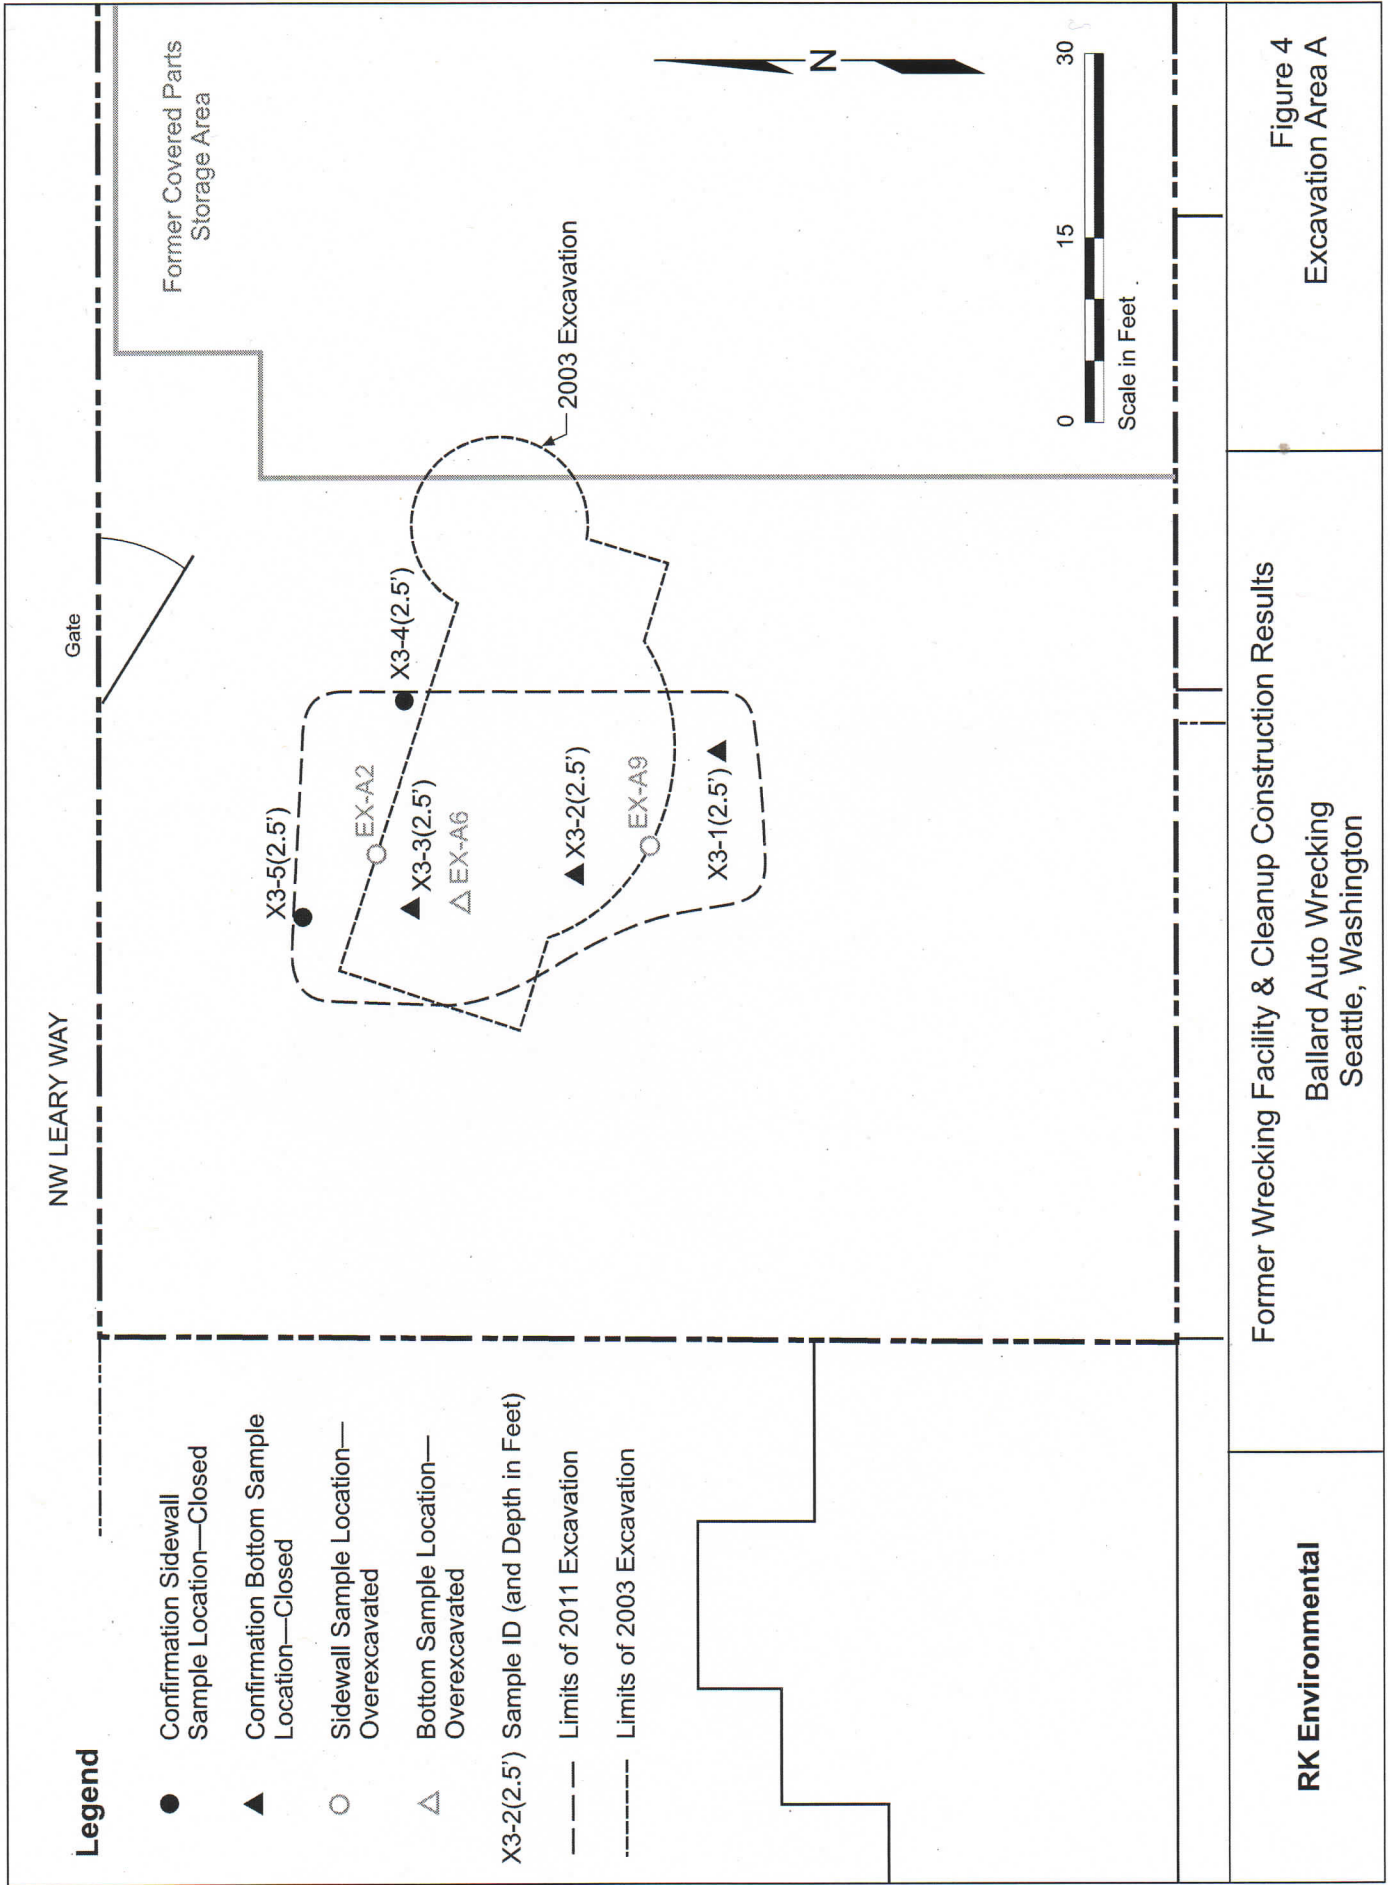 NW LEARY WAY
Gate
Former Covered Parts
Storage Area
Legend
Confirmation Sidewall
Sample Location—Closed
Confirmation Bottom Sample
Location—Closed
Sidewall Sample Location—
Overexcavated
Bottom Sample Location—
Overexcavated
X3-2(2.5') Sample ID (and Depth in Feet)
Limits of 2011 Excavation
Limits of 2003 Excavation
X3-5(2.5')
EX-A2
X3-4(2.5')
X3-3(2.5')
EX-A6
X3-2(2.5')
EX-A9
X3-1(2.5')
2003 Excavation
N
0 15 30
Scale in Feet
RK Environmental
Former Wrecking Facility & Cleanup Construction Results
Ballard Auto Wrecking
Seattle, Washington
Figure 4
Excavation Area A